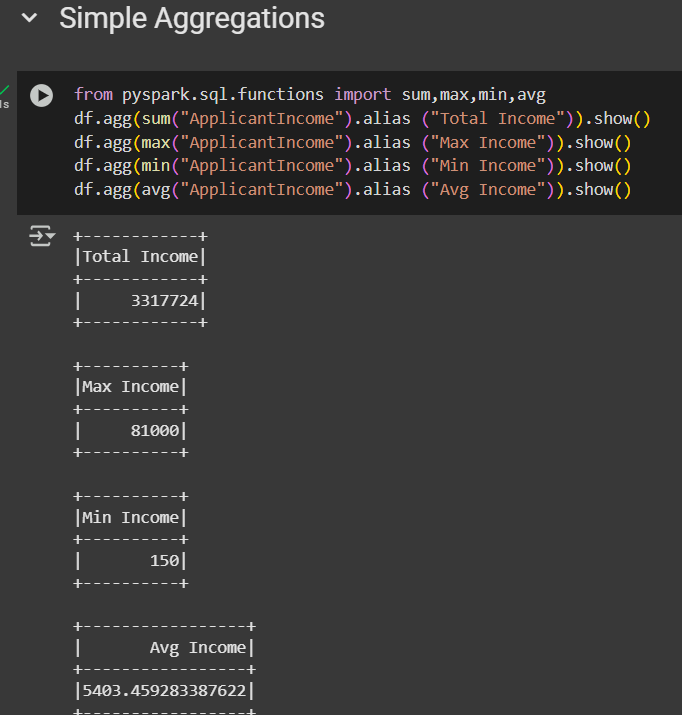 Simple Aggregations
from pyspark.sql.functions import sum,max,min,avg
df.agg(sum("ApplicantIncome").alias ("Total Income")).show()
df.agg(max("ApplicantIncome").alias ("Max Income")).show()
df.agg(min("ApplicantIncome").alias ("Min Income")).show()
df.agg(avg("ApplicantIncome").alias ("Avg Income")).show()
+------------+
|Total Income|
+------------+
|     3317724|
+------------+
+----------+
|Max Income|
+----------+
|     81000|
+----------+
+----------+
|Min Income|
+----------+
|       150|
+----------+
+-----------------+
|       Avg Income|
+-----------------+
|5403.459283387622|
+-----------------+